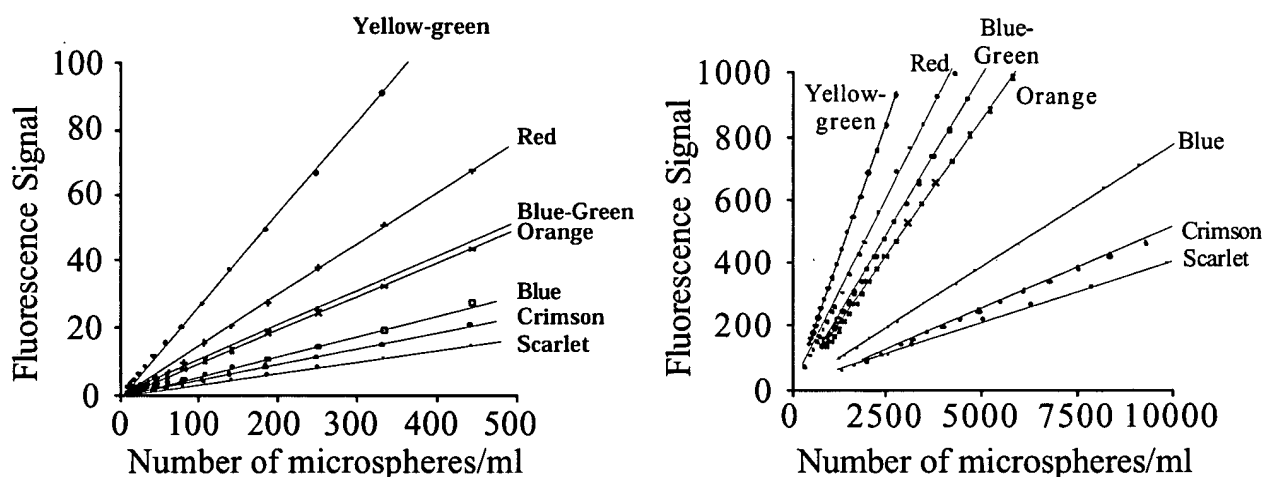 Yellow-green
100
80
60
40
20
0
Fluorescence Signal
Red
Blue-Green
Orange
Blue
Crimson
Scarlet
0 100 200 300 400 500
Number of microspheres/ml
1000
800
600
400
200
0
Fluorescence Signal
Yellow-
green
Red
Blue-
Green
Orange
Blue
Crimson
Scarlet
0 2500 5000 7500 10000
Number of microspheres/ml